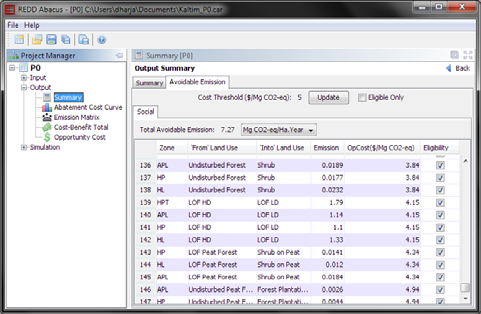 REDD Abacus - [P0] C:\Users\dharja\Documents\Kaltim_P0.car
File Help
Project Manager
P0
Input
Output
Summary
Abatement Cost Curve
Emission Matrix
Cost-Benefit Total
Opportunity Cost
Simulation
Summary [P0]
Output Summary Back
Summary Avoidable Emission
Cost Threshold ($/Mg CO2-eq): 5 Update Eligible Only
Social
Total Avoidable Emission: 7.27 Mg CO2-eq/Ha.Year
Zone 'From' Land Use 'Into' Land Use Emission OpCost($/Mg CO2-eq) Eligibility
136 APL Undisturbed Forest Shrub 0.0189 3.84
137 HP Undisturbed Forest Shrub 0.0177 3.84
138 HL Undisturbed Forest Shrub 0.0232 3.84
139 HPT LOF HD LOF LD 1.79 4.15
140 APL LOF HD LOF LD 1.14 4.15
141 HP LOF HD LOF LD 1.1 4.15
142 HL LOF HD LOF LD 1.33 4.15
143 HP LOF Peat Forest Shrub on Peat 0.0141 4.34
144 HL LOF Peat Forest Shrub on Peat 0.012 4.34
145 APL LOF Peat Forest Shrub on Peat 0.0184 4.34
146 APL Undisturbed Peat F... Forest Plantati... 0.0026 4.94
147 HP Undisturbed Peat F... Forest Plantati... 0.0044 4.94